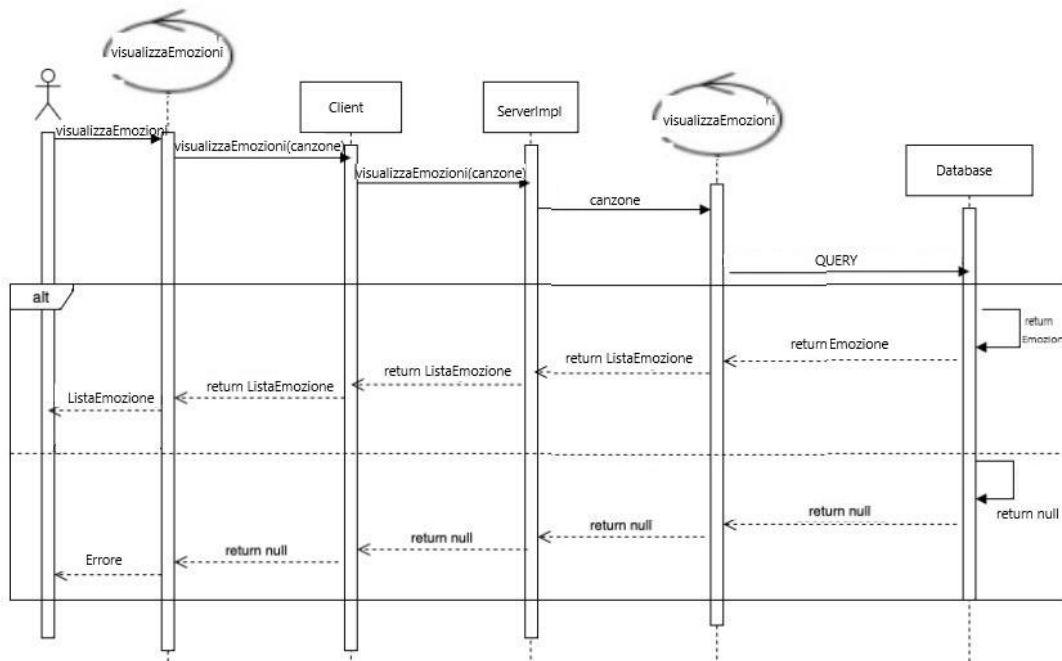 visualizzaEmozioni
Client
ServerImpl
visualizzaEmozioni
Database
visualizzaEmozioni
visualizzaEmozioni(canzone)
visualizzaEmozioni(canzone)
canzone
QUERY
alt
return
Emozion
return Emozione
return ListaEmozione
return ListaEmozione
return ListaEmozione
ListaEmozione
return null
return null
return null
return null
return null
Errore